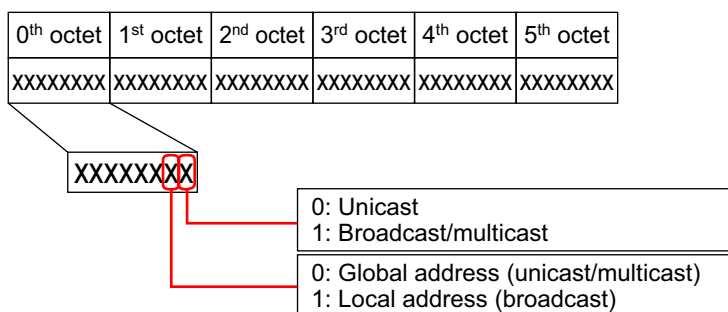 0th octet 1st octet 2nd octet 3rd octet 4th octet 5th octet
XXXXXXXX XXXXXXXX XXXXXXXX XXXXXXXX XXXXXXXX XXXXXXXX
XXXXXXXX
0: Unicast
1: Broadcast/multicast
0: Global address (unicast/multicast)
1: Local address (broadcast)